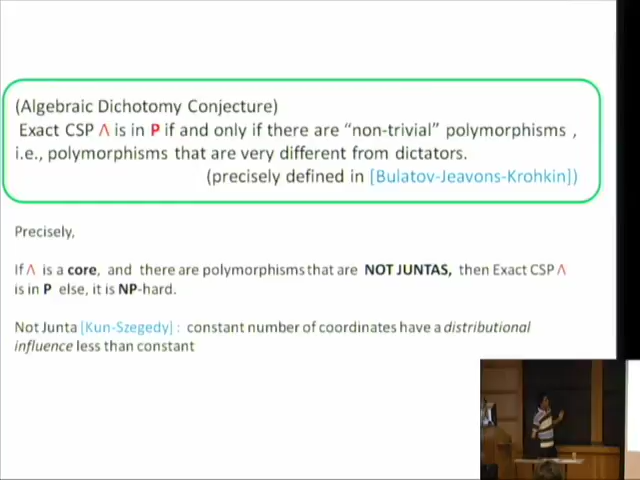 (Algebraic Dichotomy Conjecture)
Exact CSP Λ is in P if and only if there are “non-trivial” polymorphisms ,
i.e., polymorphisms that are very different from dictators.
(precisely defined in [Bulatov-Jeavons-Krohkin])
Precisely,
If Λ is a core, and there are polymorphisms that are NOT JUNTAS, then Exact CSP Λ
is in P else, it is NP-hard.
Not Junta [Kun-Szegedy] : constant number of coordinates have a distributional
influence less than constant